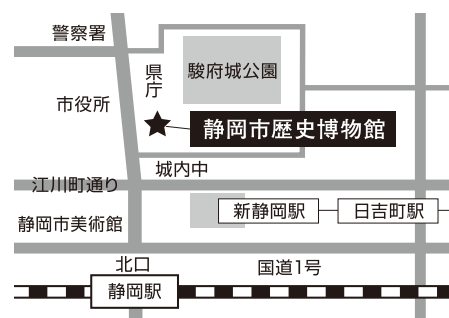 警察署
県庁
駿府城公園
市役所
静岡市歴史博物館
城内中
江川町通り
静岡市美術館
新静岡駅
日吉町駅
北口
国道1号
静岡駅